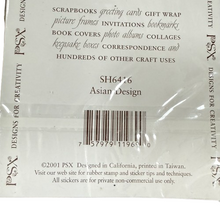 SCRAPBOOKS greeting cards GIFT WRAP
picture frames INVITATIONS bookmarks
BOOK COVERS photo albums COLLAGES
keepsake boxes CORRESPONDENCE and
HUNDREDS OF OTHER CRAFT USES
SH6416
Asian Design
©2001 PSX Designed in California, printed in Taiwan.
Visit our web site for rubber stamp and sticker tips and techniques.
All stickers are for private non-commercial use only.
PSX
DESIGNS FOR CREATIVITY
PSX
PSX
DESIGNS FOR CREATIVITY